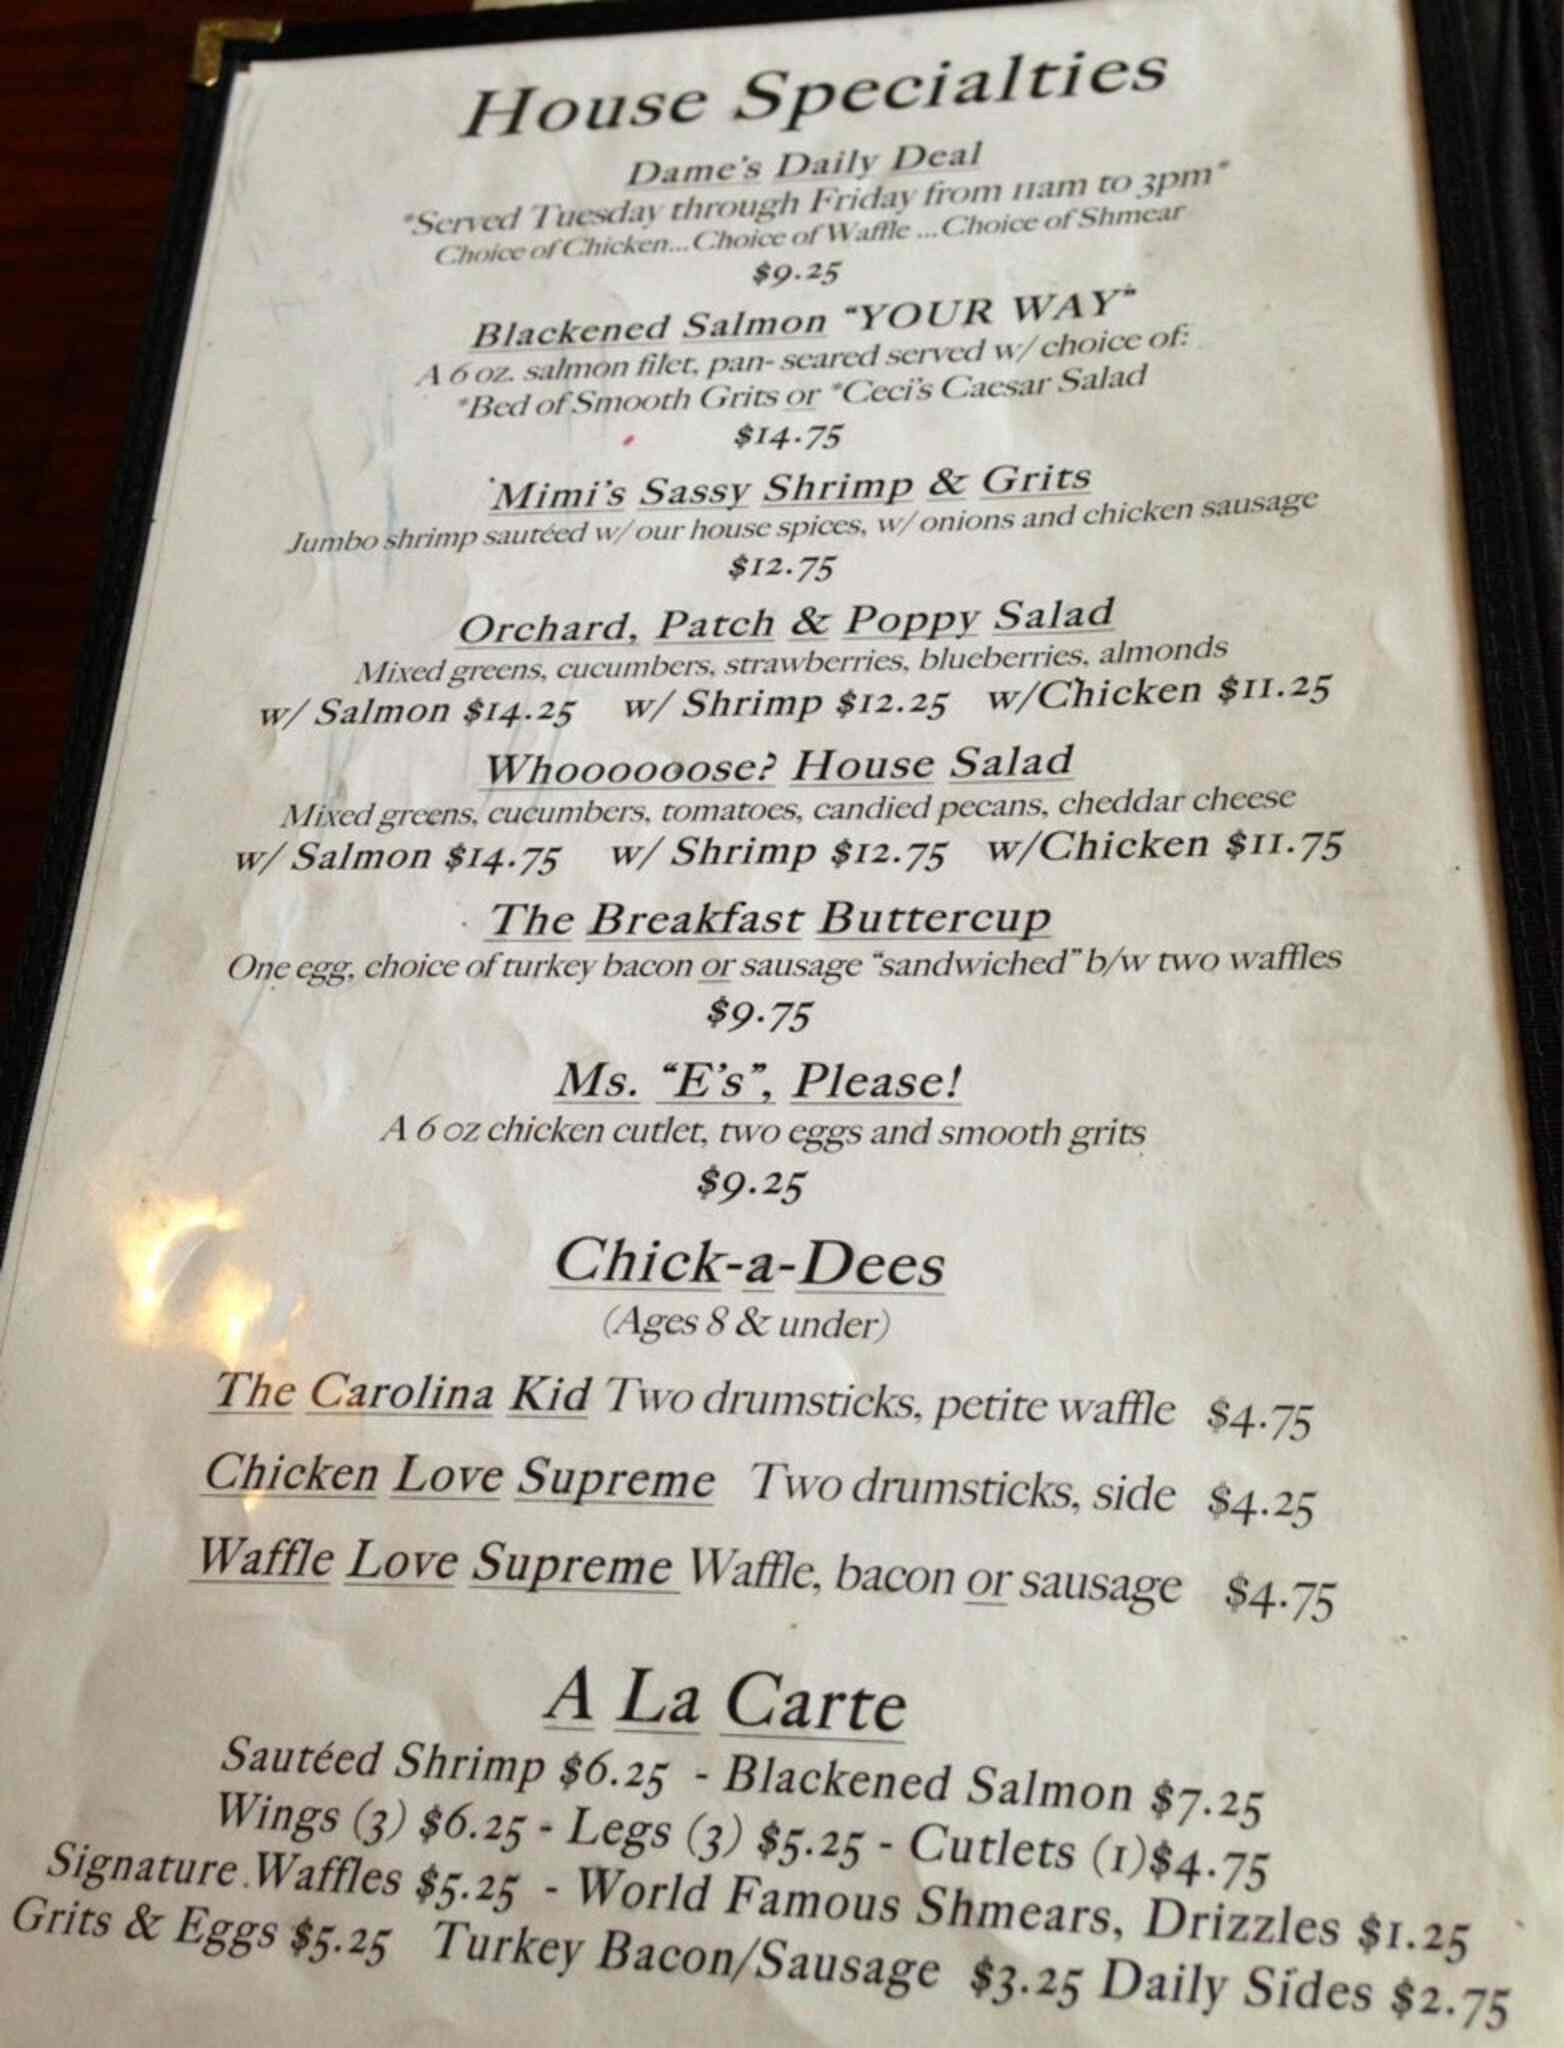 House Specialties
Dame's Daily Deal
*Served Tuesday through Friday from 11am to 3pm*
Choice of Chicken...Choice of Waffle ...Choice of Shmear
$9.25
Blackened Salmon "YOUR WAY"
A 6 oz. salmon filet, pan- seared served w/ choice of:
*Bed of Smooth Grits or *Ceci's Caesar Salad
$14.75
Mimi's Sassy Shrimp & Grits
Jumbo shrimp sautéed w/ our house spices, w/ onions and chicken sausage
$12.75
Orchard, Patch & Poppy Salad
Mixed greens, cucumbers, strawberries, blueberries, almonds
w/ Salmon $14.25 w/ Shrimp $12.25 w/Chicken $11.25
Whooooooose? House Salad
Mixed greens, cucumbers, tomatoes, candied pecans, cheddar cheese
w/ Salmon $14.75 w/ Shrimp $12.75 w/Chicken $11.75
The Breakfast Buttercup
One egg, choice of turkey bacon or sausage "sandwiched" b/w two waffles
$9.75
Ms. "E's", Please!
A 6 oz chicken cutlet, two eggs and smooth grits
$9.25
Chick-a-Dees
(Ages 8 & under)
The Carolina Kid Two drumsticks, petite waffle $4.75
Chicken Love Supreme Two drumsticks, side $4.25
Waffle Love Supreme Waffle, bacon or sausage $4.75
A La Carte
Sautéed Shrimp $6.25 - Blackened Salmon $7.25
Wings (3) $6.25 - Legs (3) $5.25 - Cutlets (1)$4.75
Signature Waffles $5.25 - World Famous Shmears, Drizzles $1.25
Grits & Eggs $5.25 Turkey Bacon/Sausage $3.25 Daily Sides $2.75